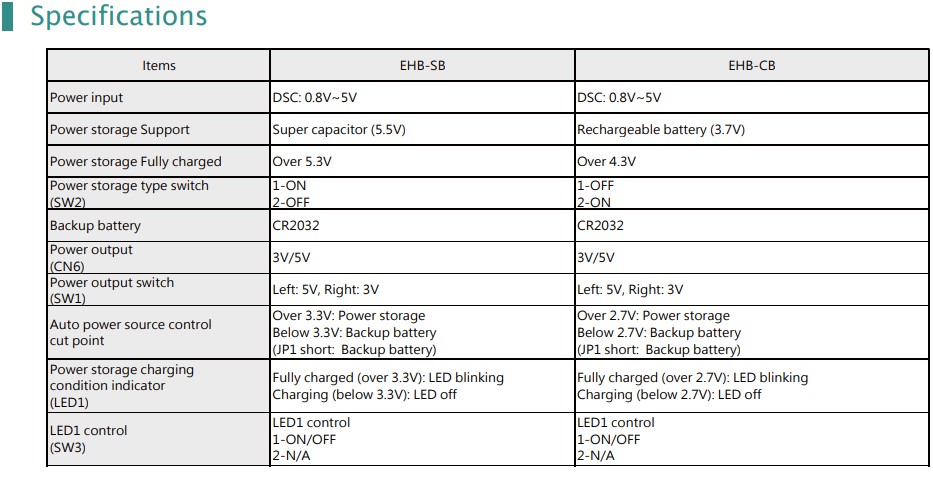 Specifications
Items EHB-SB EHB-CB
Power input DSC: 0.8V~5V DSC: 0.8V~5V
Power storage Support Super capacitor (5.5V) Rechargeable battery (3.7V)
Power storage Fully charged Over 5.3V Over 4.3V
Power storage type switch
(SW2)
1-ON
2-OFF
1-OFF
2-ON
Backup battery CR2032 CR2032
Power output
(CN6)
3V/5V 3V/5V
Power output switch
(SW1)
Left: 5V, Right: 3V Left: 5V, Right: 3V
Auto power source control
cut point
Over 3.3V: Power storage
Below 3.3V: Backup battery
(JP1 short: Backup battery)
Over 2.7V: Power storage
Below 2.7V: Backup battery
(JP1 short: Backup battery)
Power storage charging
condition indicator
(LED1)
Fully charged (over 3.3V): LED blinking
Charging (below 3.3V): LED off
Fully charged (over 2.7V): LED blinking
Charging (below 2.7V): LED off
LED1 control
(SW3)
LED1 control
1-ON/OFF
2-N/A
LED1 control
1-ON/OFF
2-N/A